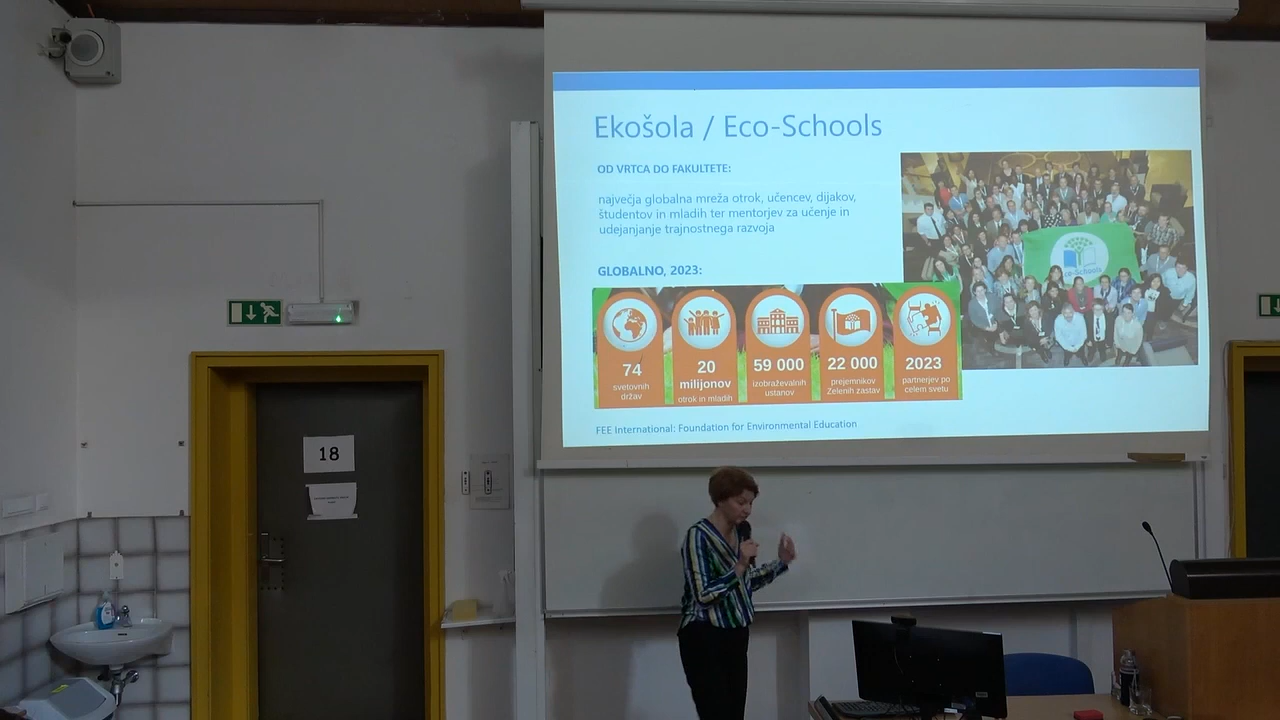 Ekošola / Eco-Schools
OD VRTCA DO FAKULTETE:
največja globalna mreža otrok, učencev, dijakov,
študentov in mladih ter mentorjev za učenje in
udejanjanje trajnostnega razvoja
GLOBALNO, 2023:
74
svetovnih
držav
20
milijonov
otrok in mladih
59 000
izobraževalnih
ustanov
22 000
prejemnikov
Zelenih zastav
2023
partnerjev po
celem svetu
Eco-Schools
FEE International: Foundation for Environmental Education
18